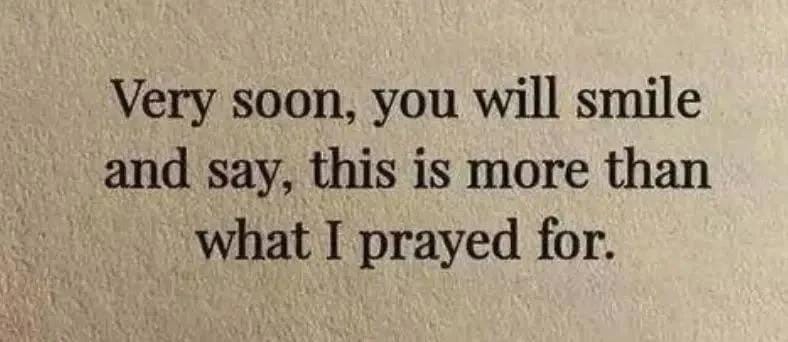 Very soon, you will smile
and say, this is more than
what I prayed for.